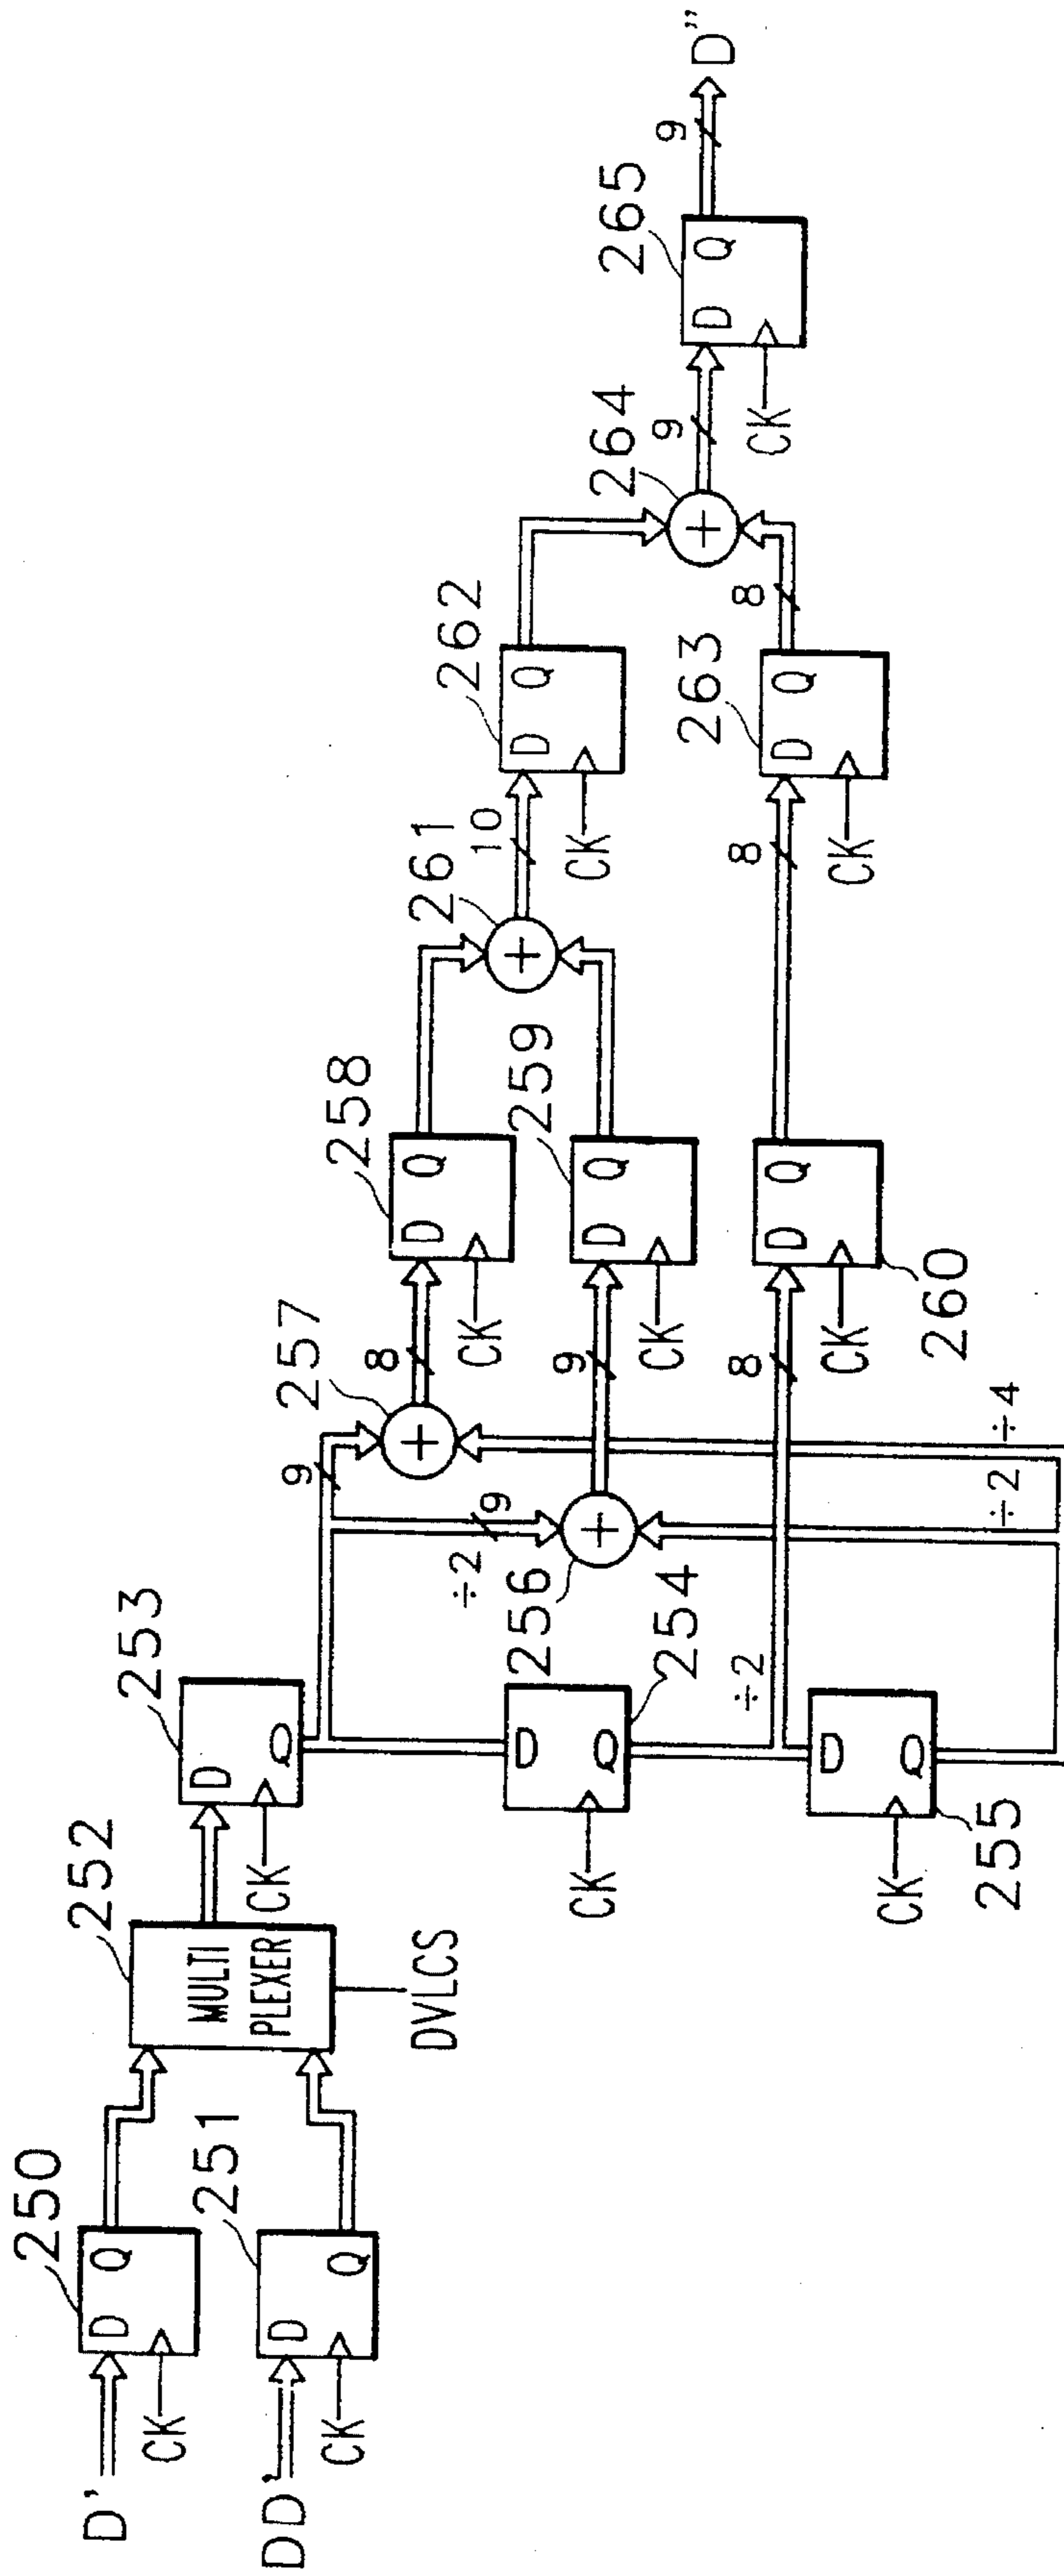 D'
D Q
CK
250
DD'
D
Q
CK
251
MULTI
PLEXER
252
DVLCS
D
Q
CK
253
D
Q
CK
254
÷2
D
Q
CK
255
÷2
9
256
÷2
9
257
÷4
8
D Q
CK
258
9
D Q
CK
259
8
D Q
CK
260
261
10
D Q
CK
262
8
D Q
CK
263
8
264
9
D Q
CK
265
9
D"